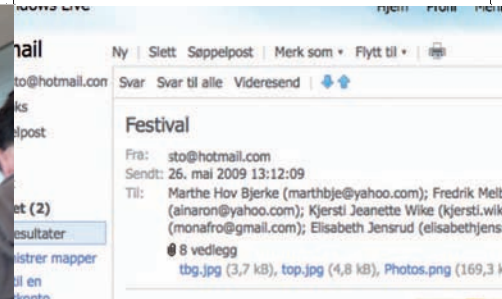 ndows Live
Hjem Profil
mail
Ny Slett Søppelpost Merk som Flytt til
to@hotmail.com
Svar Svar til alle Videresend
ks
elpost
Festival
Fra: sto@hotmail.com
Sendt: 26. mai 2009 13:12:09
Til: Marthe Hov Bjerke (marthbje@yahoo.com); Fredrik Melb
et (2)
(ainaron@yahoo.com); Kjersti Jeanette Wike (kjersti.wik
esultater
(monafro@gmail.com); Elisabeth Jensrud (elisabethjens
nistrer mapper
8 vedlegg
til en
tbg.jpg (3,7 kB), top.jpg (4,8 kB), Photos.png (169,3 k
konto